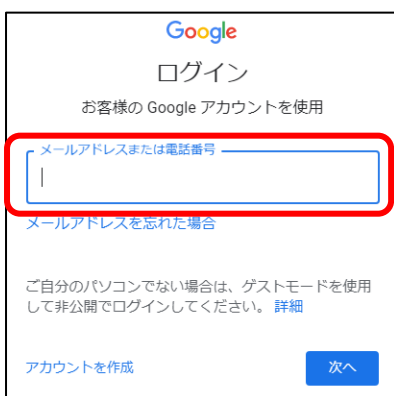 Google
ログイン
お客様の Google アカウントを使用
メールアドレスまたは電話番号
メールアドレスを忘れた場合
ご自分のパソコンでない場合は、ゲストモードを使用
して非公開でログインしてください。 詳細
アカウントを作成
次へ